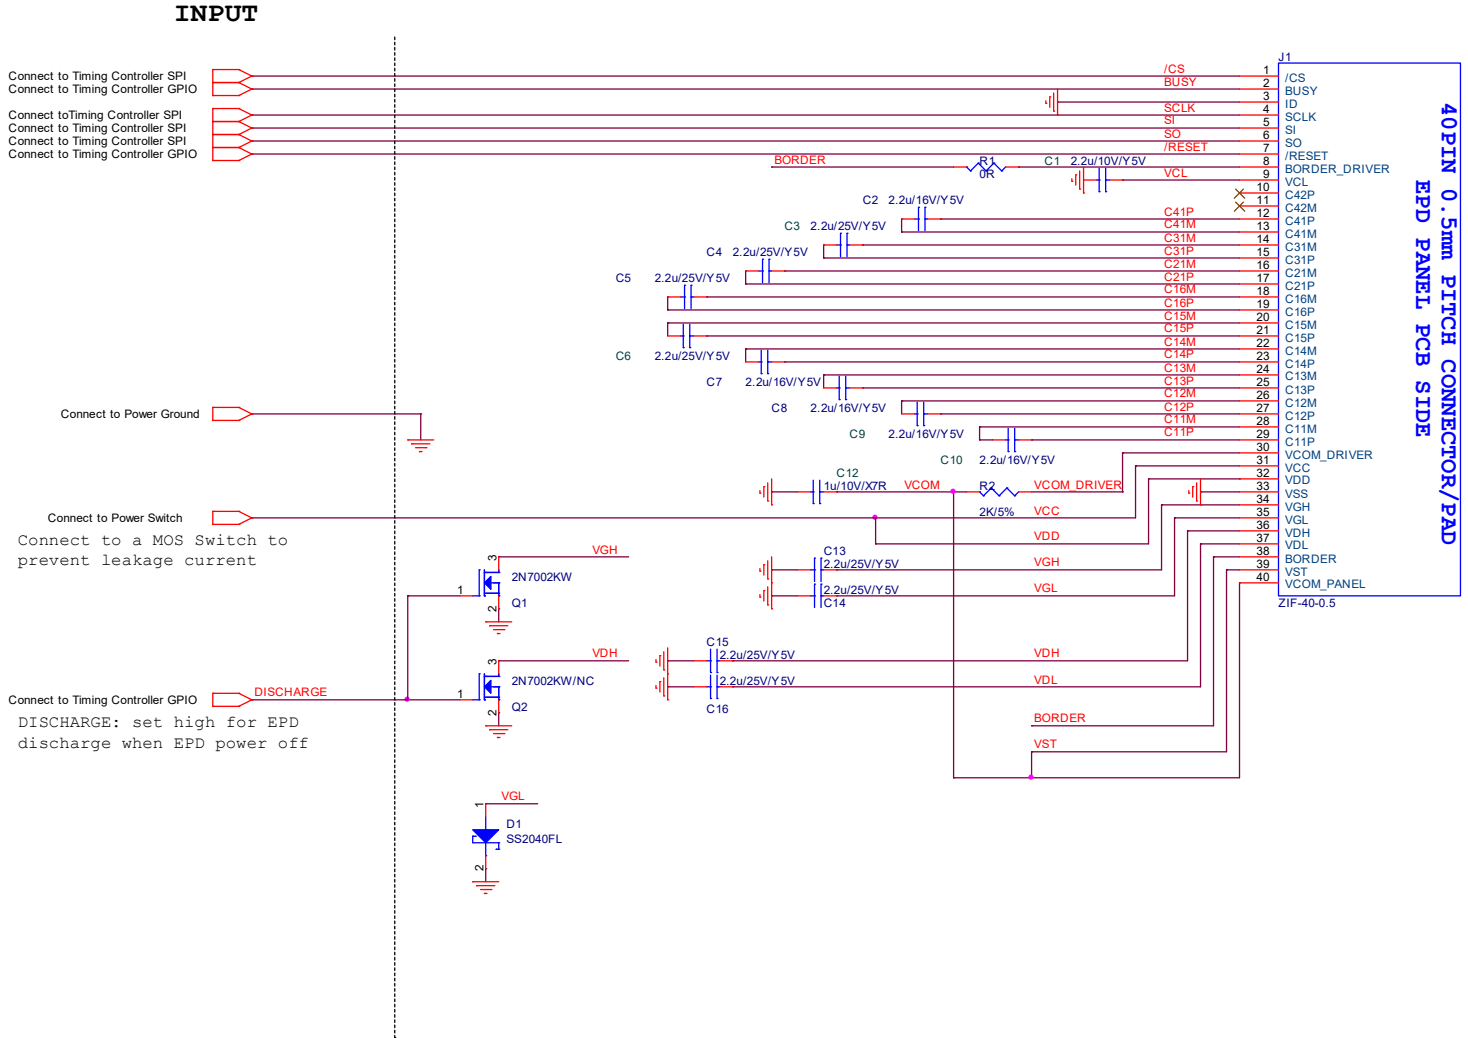 INPUT
J1
Connect to Timing Controller SPI
/CS
1
/CS
Connect to Timing Controller GPIO
BUSY
2
BUSY
3
ID
Connect toTiming Controller SPI
SCLK
4
SCLK
Connect to Timing Controller SPI
SI
5
SI
Connect to Timing Controller SPI
SO
6
SO
Connect to Timing Controller GPIO
/RESET
7
/RESET
BORDER
R1
0R
8
BORDER_DRIVER
C1
2.2u/10V/Y5V
VCL
9
VCL
10
C42P
11
C42M
C2
2.2u/16V/Y5V
C41P
12
C41P
C41M
13
C41M
C3
2.2u/25V/Y5V
C31M
14
C31M
C31P
15
C31P
C4
2.2u/25V/Y5V
C21M
16
C21M
C21P
17
C21P
C5
2.2u/25V/Y5V
C16M
18
C16M
C16P
19
C16P
C15M
20
C15M
C15P
21
C15P
C6
2.2u/25V/Y5V
C14M
22
C14M
C14P
23
C14P
C7
2.2u/16V/Y5V
C13M
24
C13M
C13P
25
C13P
C8
2.2u/16V/Y5V
C12M
26
C12M
C12P
27
C12P
C9
2.2u/16V/Y5V
C11M
28
C11M
C11P
29
C11P
C10
2.2u/16V/Y5V
30
VCOM_DRIVER
31
VCC
32
VDD
33
VSS
34
VGH
35
VGL
36
VDH
37
VDL
38
BORDER
39
VST
40
VCOM_PANEL
ZIF-40-0.5
40PIN 0.5mm PITCH CONNECTOR/PAD
EPD PANEL PCB SIDE
Connect to Power Ground
C12
1u/10V/X7R
VCOM
R2
2K/5%
VCOM_DRIVER
Connect to Power Switch
VCC
VDD
Connect to a MOS Switch to
prevent leakage current
VGH
3
2N7002KW
1
Q1
2
C13
2.2u/25V/Y5V
VGH
2.2u/25V/Y5V
C14
VGL
VDH
3
2N7002KW/NC
1
Q2
2
C15
2.2u/25V/Y5V
VDH
2.2u/25V/Y5V
C16
VDL
Connect to Timing Controller GPIO
DISCHARGE
DISCHARGE: set high for EPD
discharge when EPD power off
BORDER
VST
VGL
1
D1
SS2040FL
2